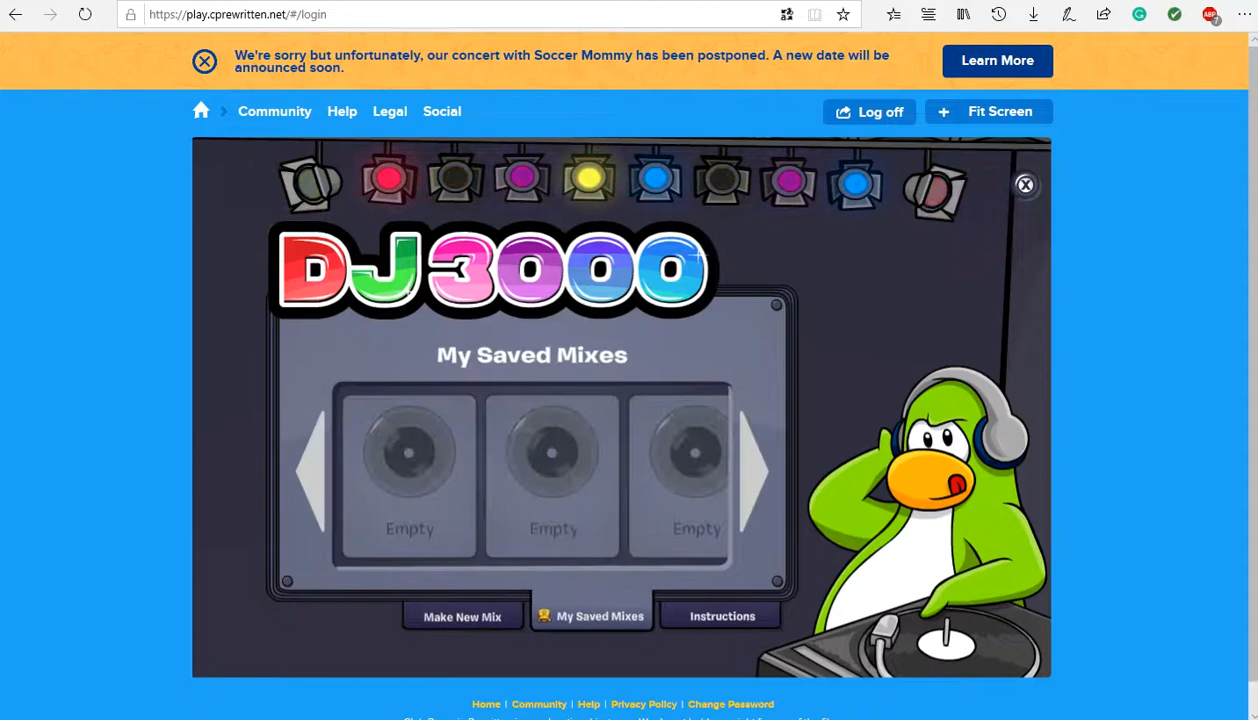 https://play.cprewritten.net/#/login
ABP
7
We're sorry but unfortunately, our concert with Soccer Mommy has been postponed. A new date will be
announced soon.
Learn More
Community Help Legal Social
Log off
+ Fit Screen
DJ3000
My Saved Mixes
Empty Empty Empty
Make New Mix My Saved Mixes Instructions
Home | Community | Help | Privacy Policy | Change Password